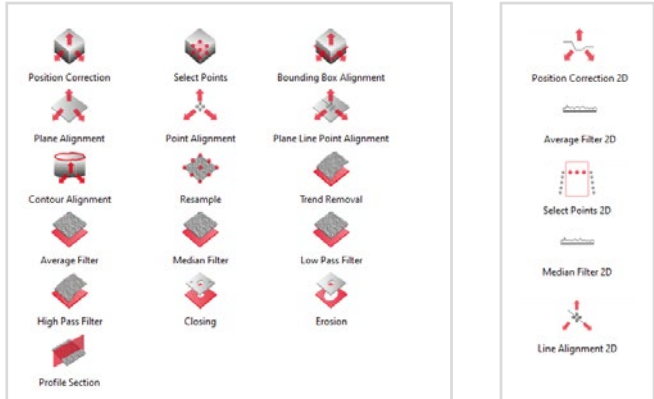 Position Correction
Select Points
Bounding Box Alignment
Plane Alignment
Point Alignment
Plane Line Point Alignment
Contour Alignment
Resample
Trend Removal
Average Filter
Median Filter
Low Pass Filter
High Pass Filter
Closing
Erosion
Profile Section
Position Correction 2D
Average Filter 2D
Select Points 2D
Median Filter 2D
Line Alignment 2D